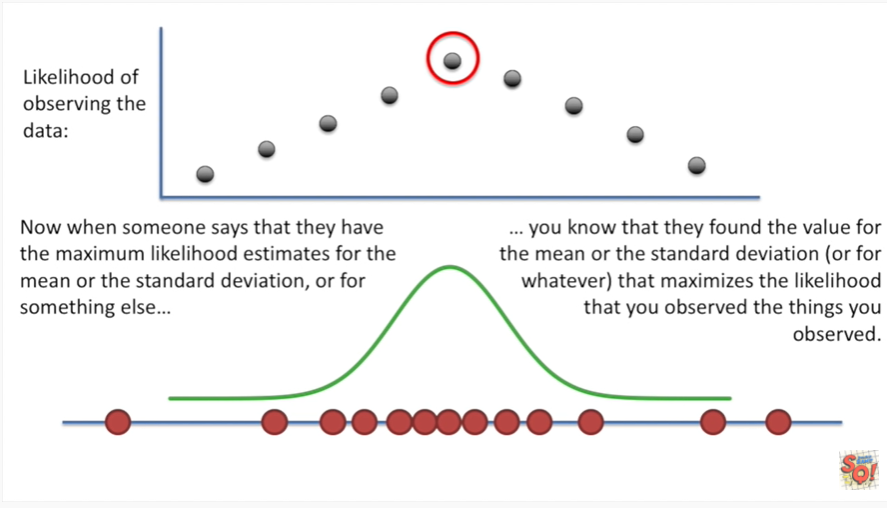 Likelihood of
observing the
data:
Now when someone says that they have
the maximum likelihood estimates for the
mean or the standard deviation, or for
something else...
... you know that they found the value for
the mean or the standard deviation (or for
whatever) that maximizes the likelihood
that you observed the things you
observed.
SQ!